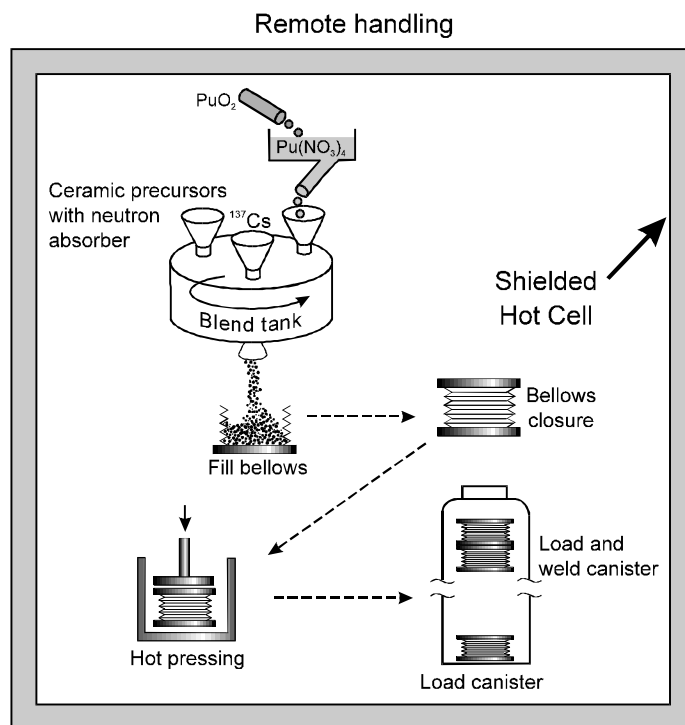 Remote handling
PuO₂
Pu(NO₃)₄
Ceramic precursors
with neutron
absorber
¹³⁷Cs
Blend tank
Shielded
Hot Cell
Fill bellows
Bellows
closure
Hot pressing
Load and
weld canister
Load canister